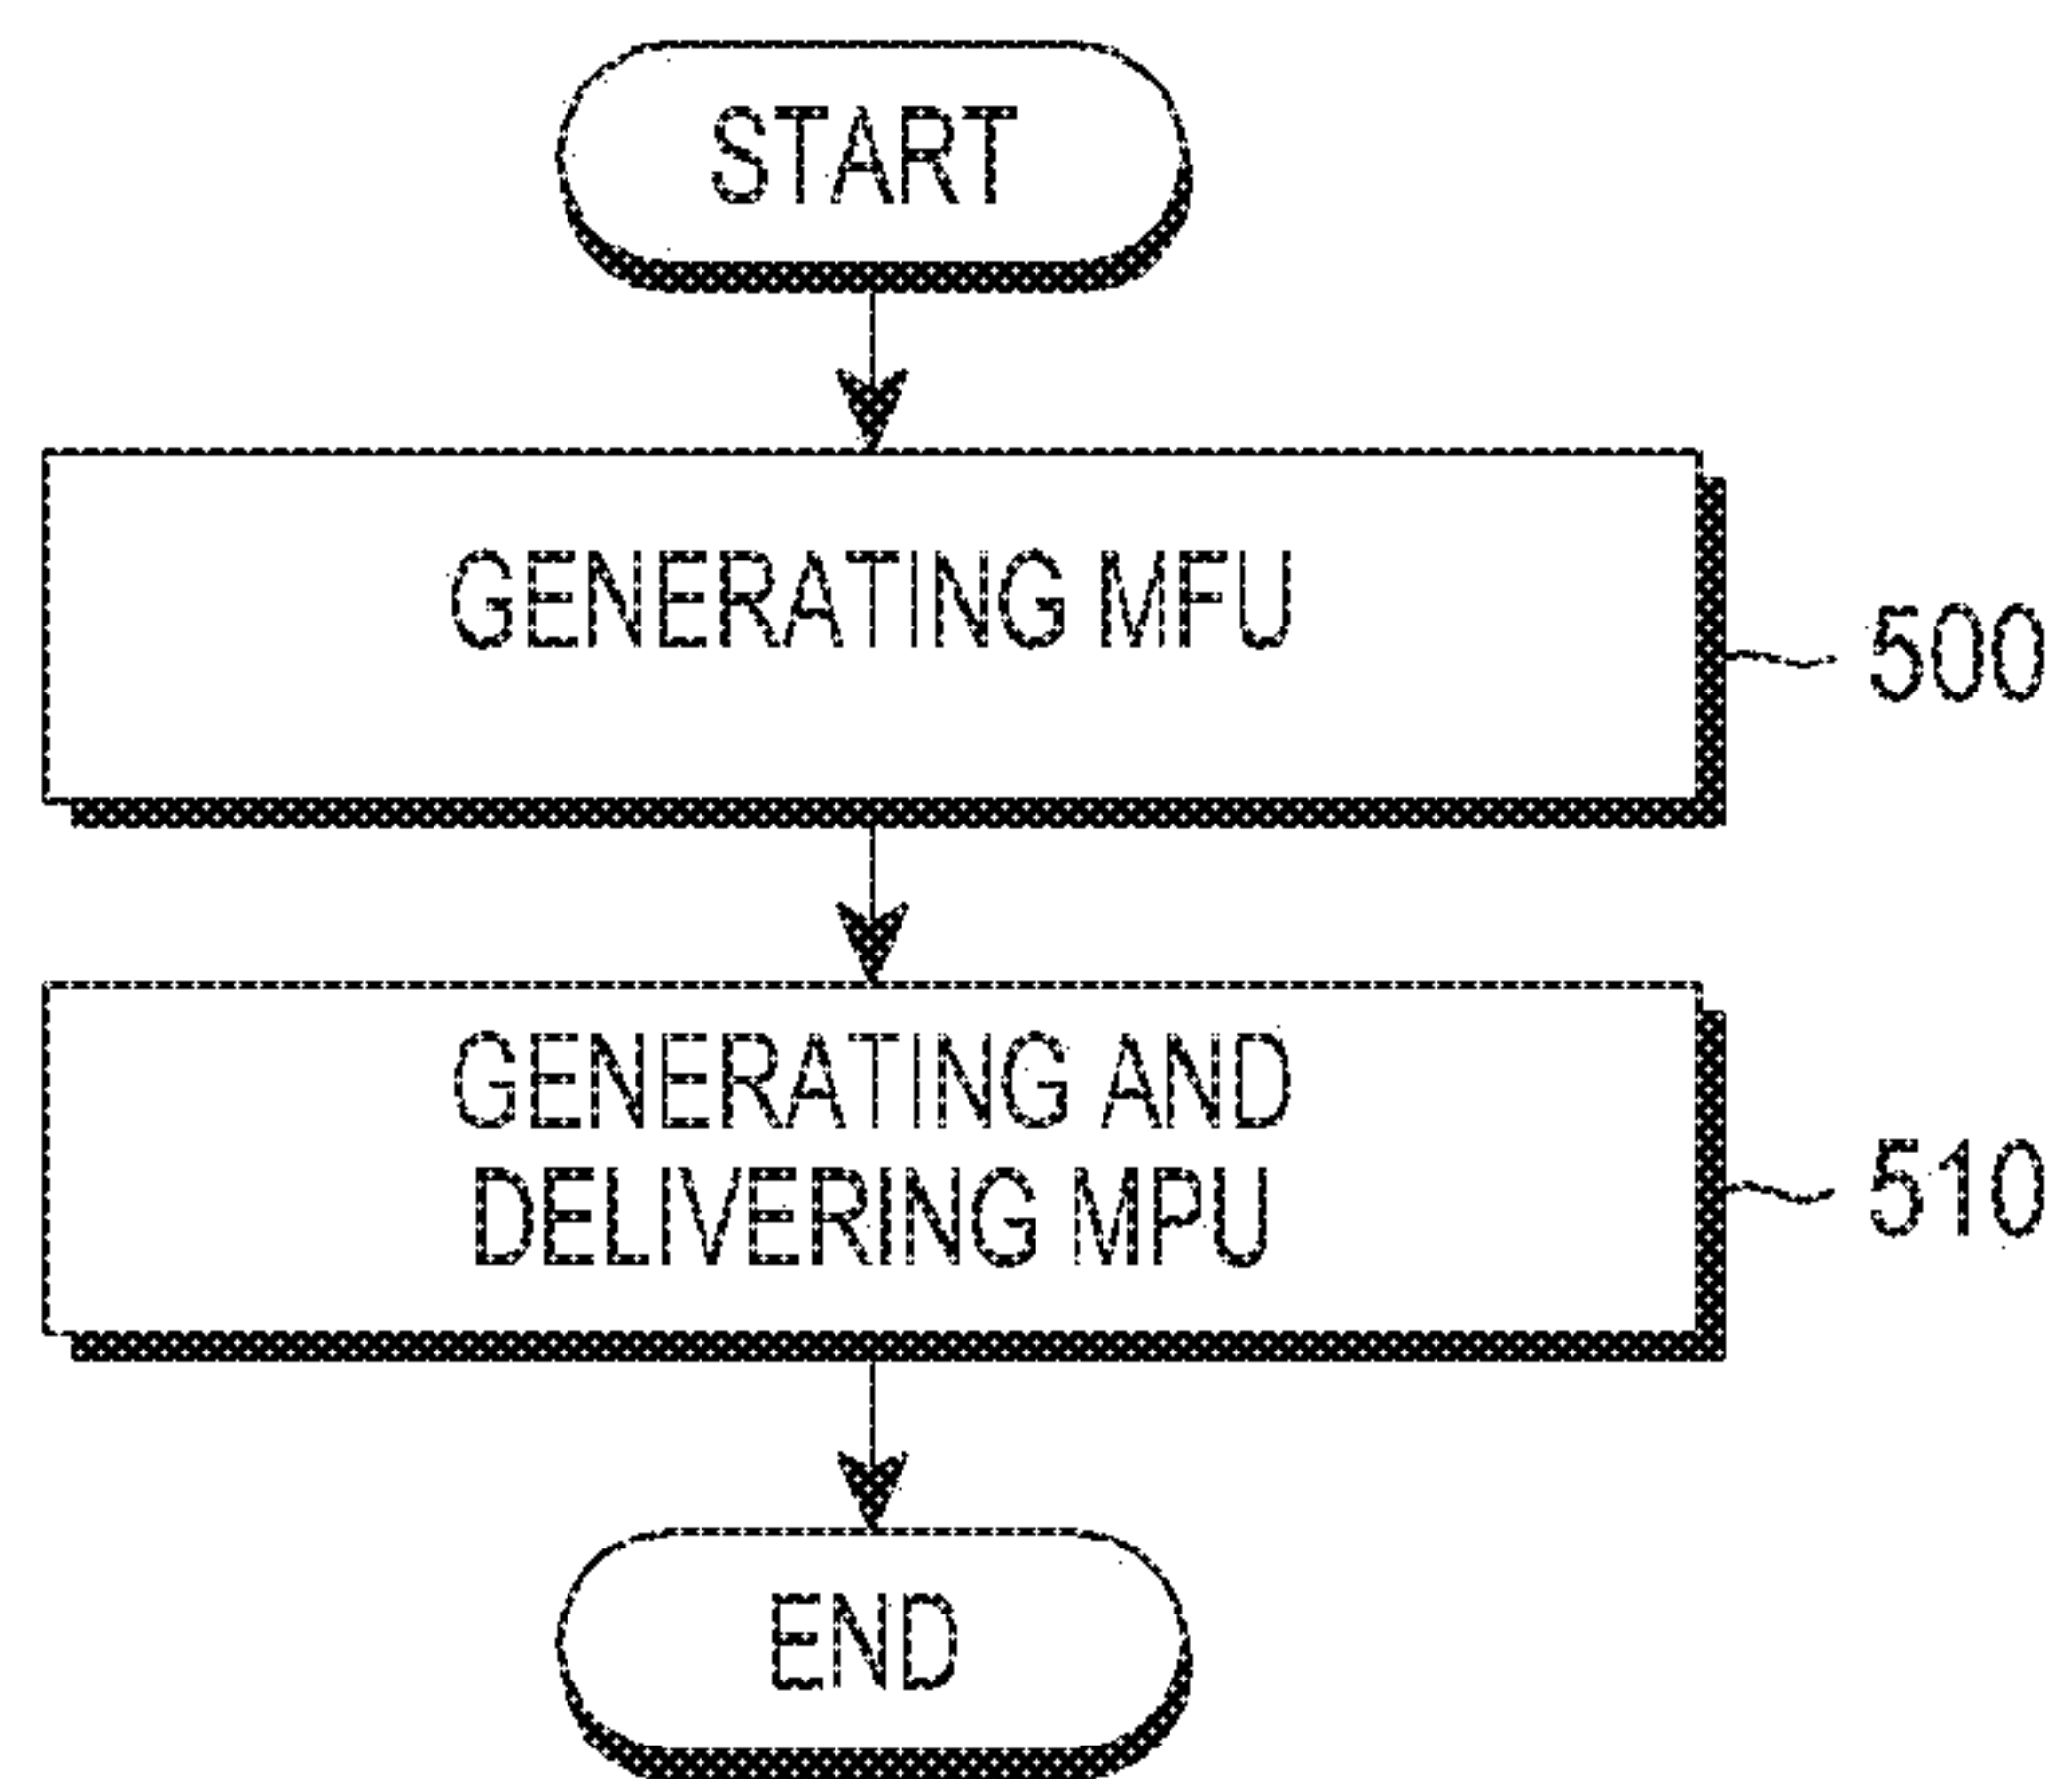 START
GENERATING MFU
500
GENERATING AND
DELIVERING MPU
510
END